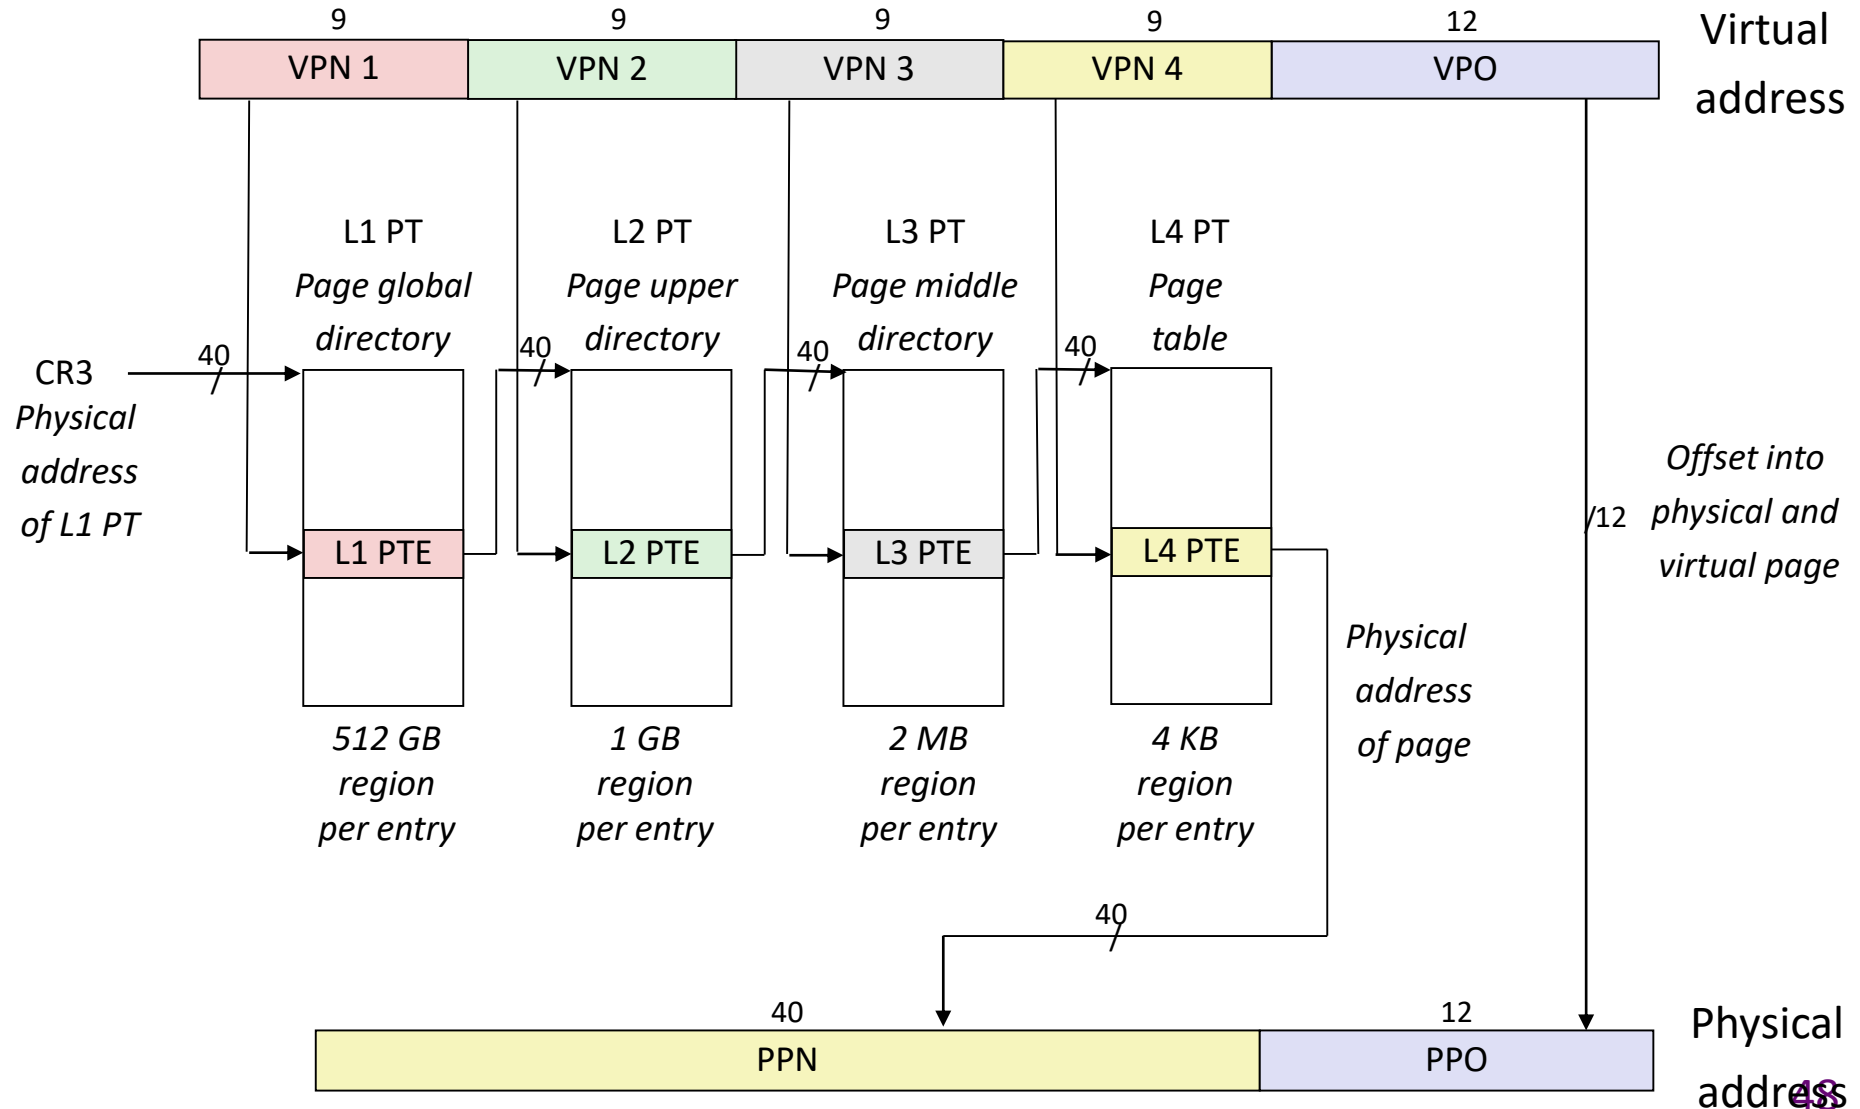 9 9 9 9 12
VPN 1 VPN 2 VPN 3 VPN 4 VPO
Virtual
address
L1 PT
Page global
directory
L2 PT
Page upper
directory
L3 PT
Page middle
directory
L4 PT
Page
table
CR3
Physical
address
of L1 PT
40
40
40
40
L1 PTE
L2 PTE
L3 PTE
L4 PTE
/12
Offset into
physical and
virtual page
512 GB
region
per entry
1 GB
region
per entry
2 MB
region
per entry
4 KB
region
per entry
Physical
address
of page
40
40 12
PPN PPO
Physical
address
48